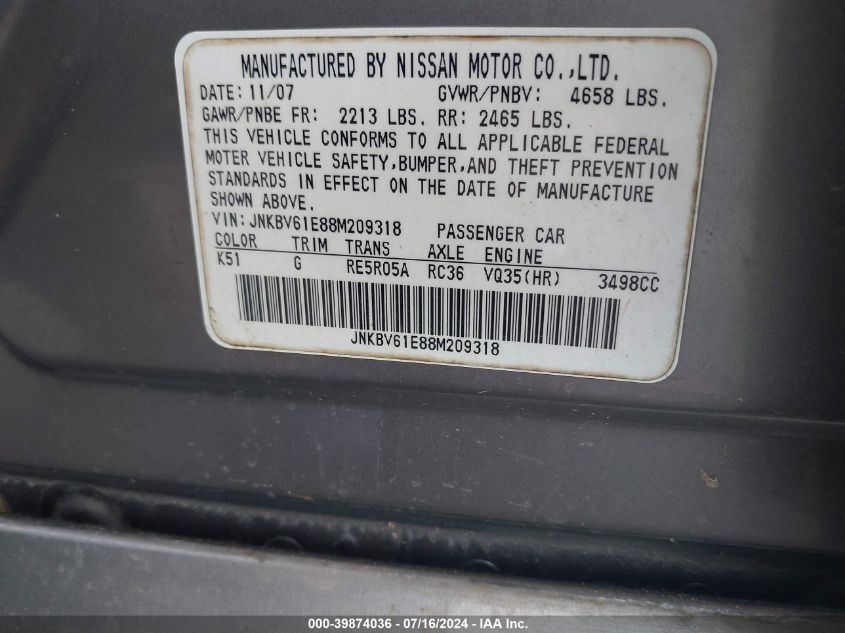 MANUFACTURED BY NISSAN MOTOR CO.,LTD.
DATE: 11/07 GVWR/PNBV: 4658 LBS.
GAWR/PNBE FR: 2213 LBS. RR: 2465 LBS.
THIS VEHICLE CONFORMS TO ALL APPLICABLE FEDERAL
MOTER VEHICLE SAFETY,BUMPER,AND THEFT PREVENTION
STANDARDS IN EFFECT ON THE DATE OF MANUFACTURE
SHOWN ABOVE.
VIN: JNKBV61E88M209318 PASSENGER CAR
COLOR TRIM TRANS AXLE ENGINE
K51 G RE5R05A RC36 VQ35(HR) 3498CC
JNKBV61E88M209318
000-39874036 - 07/16/2024 - IAAI.COM